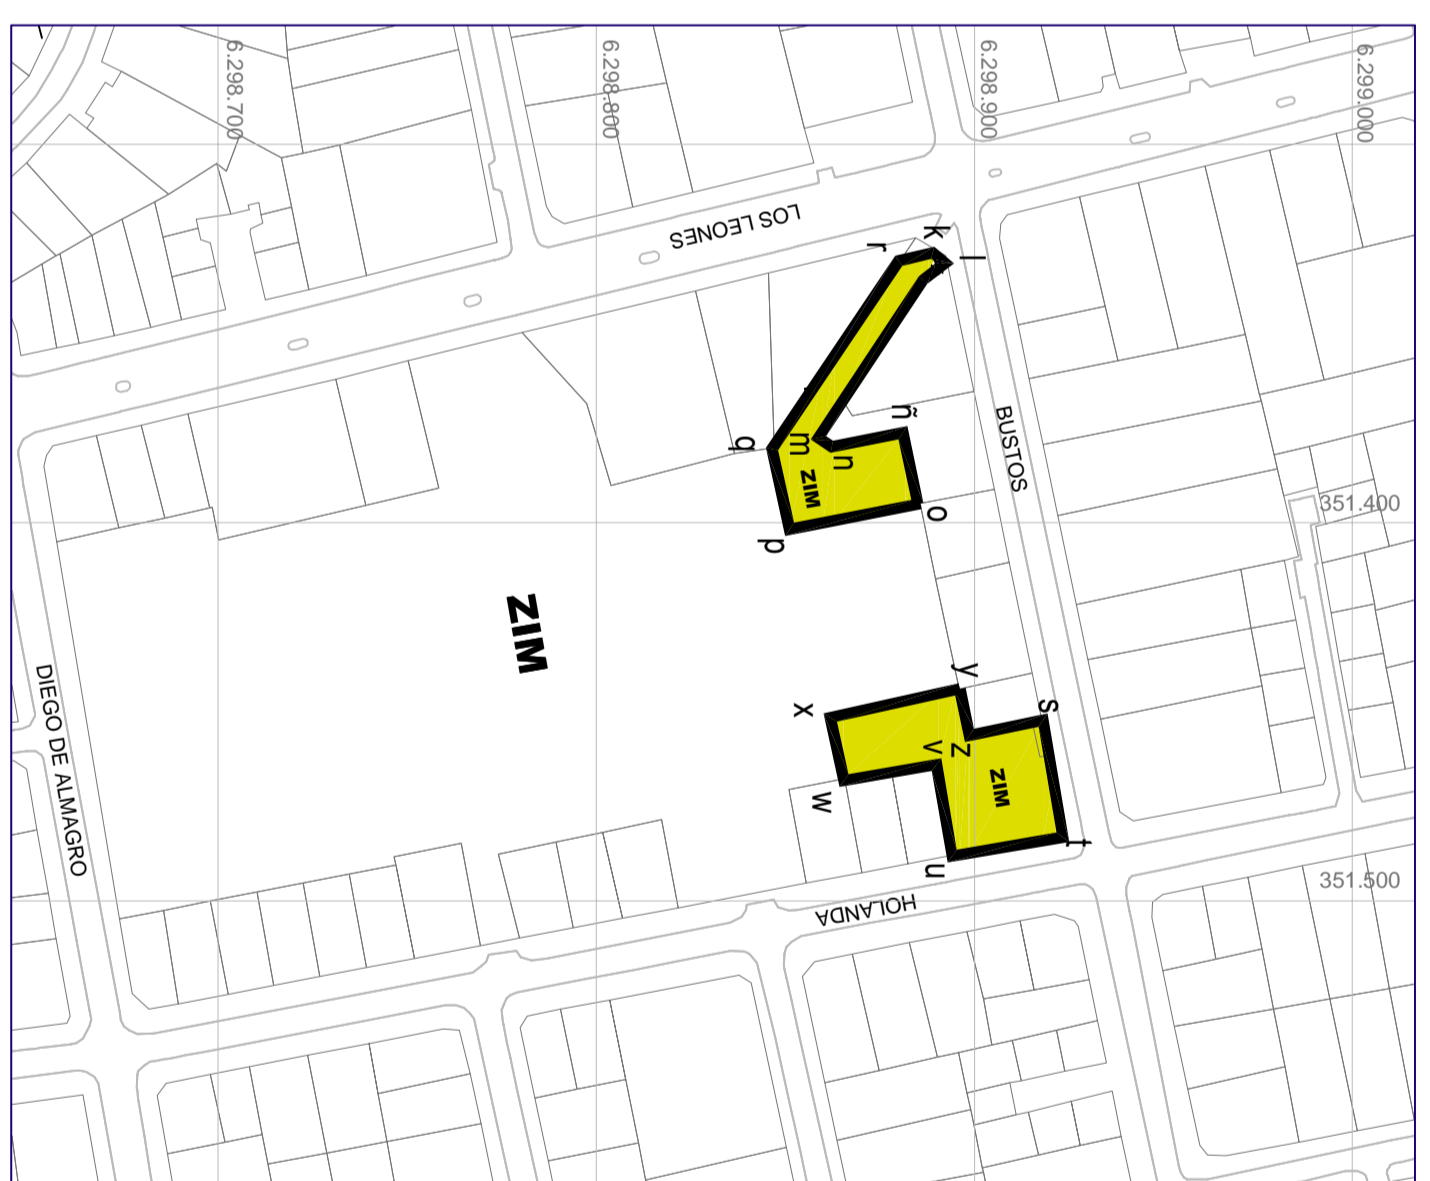 6.298.700
6.298.800
6.298.900
6.299.000
LOS LEONES
k
r
l
BUSTOS
ñ
q
m
n
ZIM
o
p
351.400
ZIM
y
x
s
v
z
ZIM
w
t
u
DIEGO DE ALMAGRO
351.500
HOLANDA